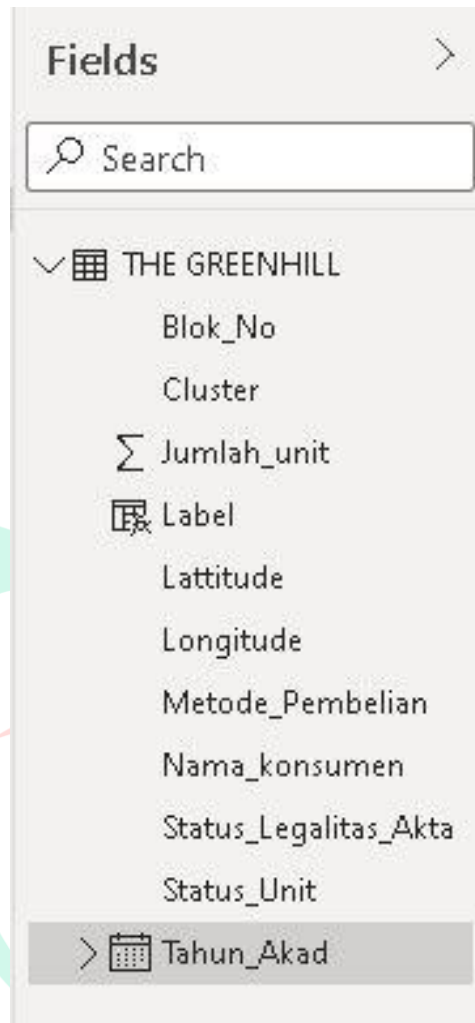 Fields
Search
THE GREENHILL
Blok_No
Cluster
Jumlah_unit
Label
Lattitude
Longitude
Metode_Pembelian
Nama_konsumen
Status_Legalitas_Akta
Status_Unit
Tahun_Akad